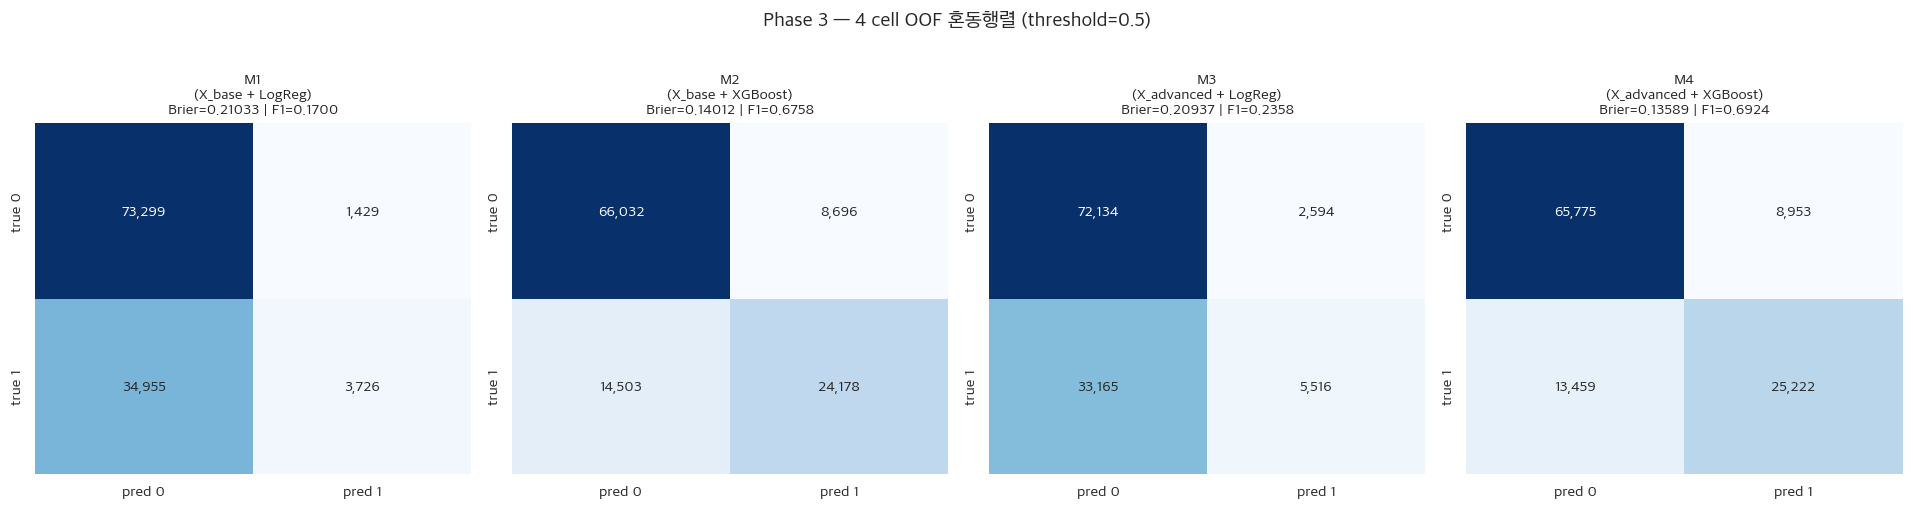 Phase 3 — 4 cell OOF 혼동행렬 (threshold=0.5)
M1
(X_base + LogReg)
Brier=0.21033 | F1=0.1700
true 0
73,299
1,429
true 1
34,955
3,726
pred 0
pred 1
M2
(X_base + XGBoost)
Brier=0.14012 | F1=0.6758
true 0
66,032
8,696
true 1
14,503
24,178
pred 0
pred 1
M3
(X_advanced + LogReg)
Brier=0.20937 | F1=0.2358
true 0
72,134
2,594
true 1
33,165
5,516
pred 0
pred 1
M4
(X_advanced + XGBoost)
Brier=0.13589 | F1=0.6924
true 0
65,775
8,953
true 1
13,459
25,222
pred 0
pred 1